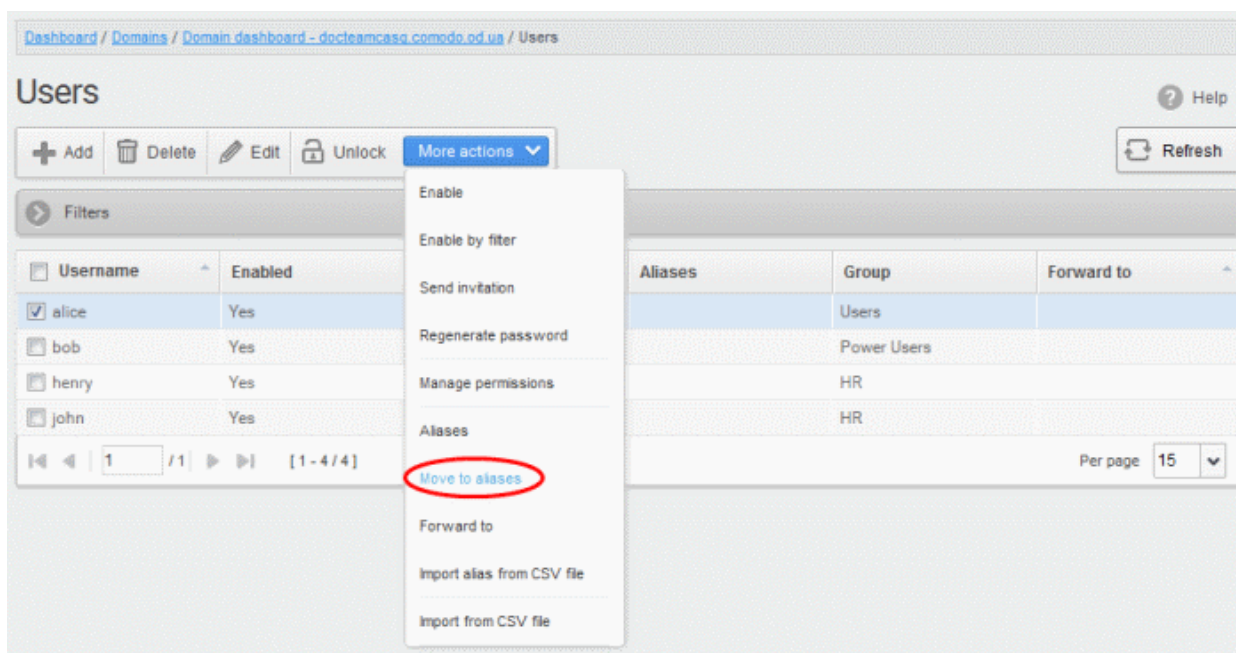 Dashboard / Domains / Domain dashboard - docteamcasg.comodo.od.ua / Users
Users
Help
Add Delete Edit Unlock More actions
Refresh
Filters
Enable
Enable by filter
Send invitation
Regenerate password
Manage permissions
Aliases
Move to aliases
Forward to
Import alias from CSV file
Import from CSV file
Username Enabled Aliases Group Forward to
alice Yes Users
bob Yes Power Users
henry Yes HR
john Yes HR
1 / 1 [ 1 - 4 / 4 ] Per page 15